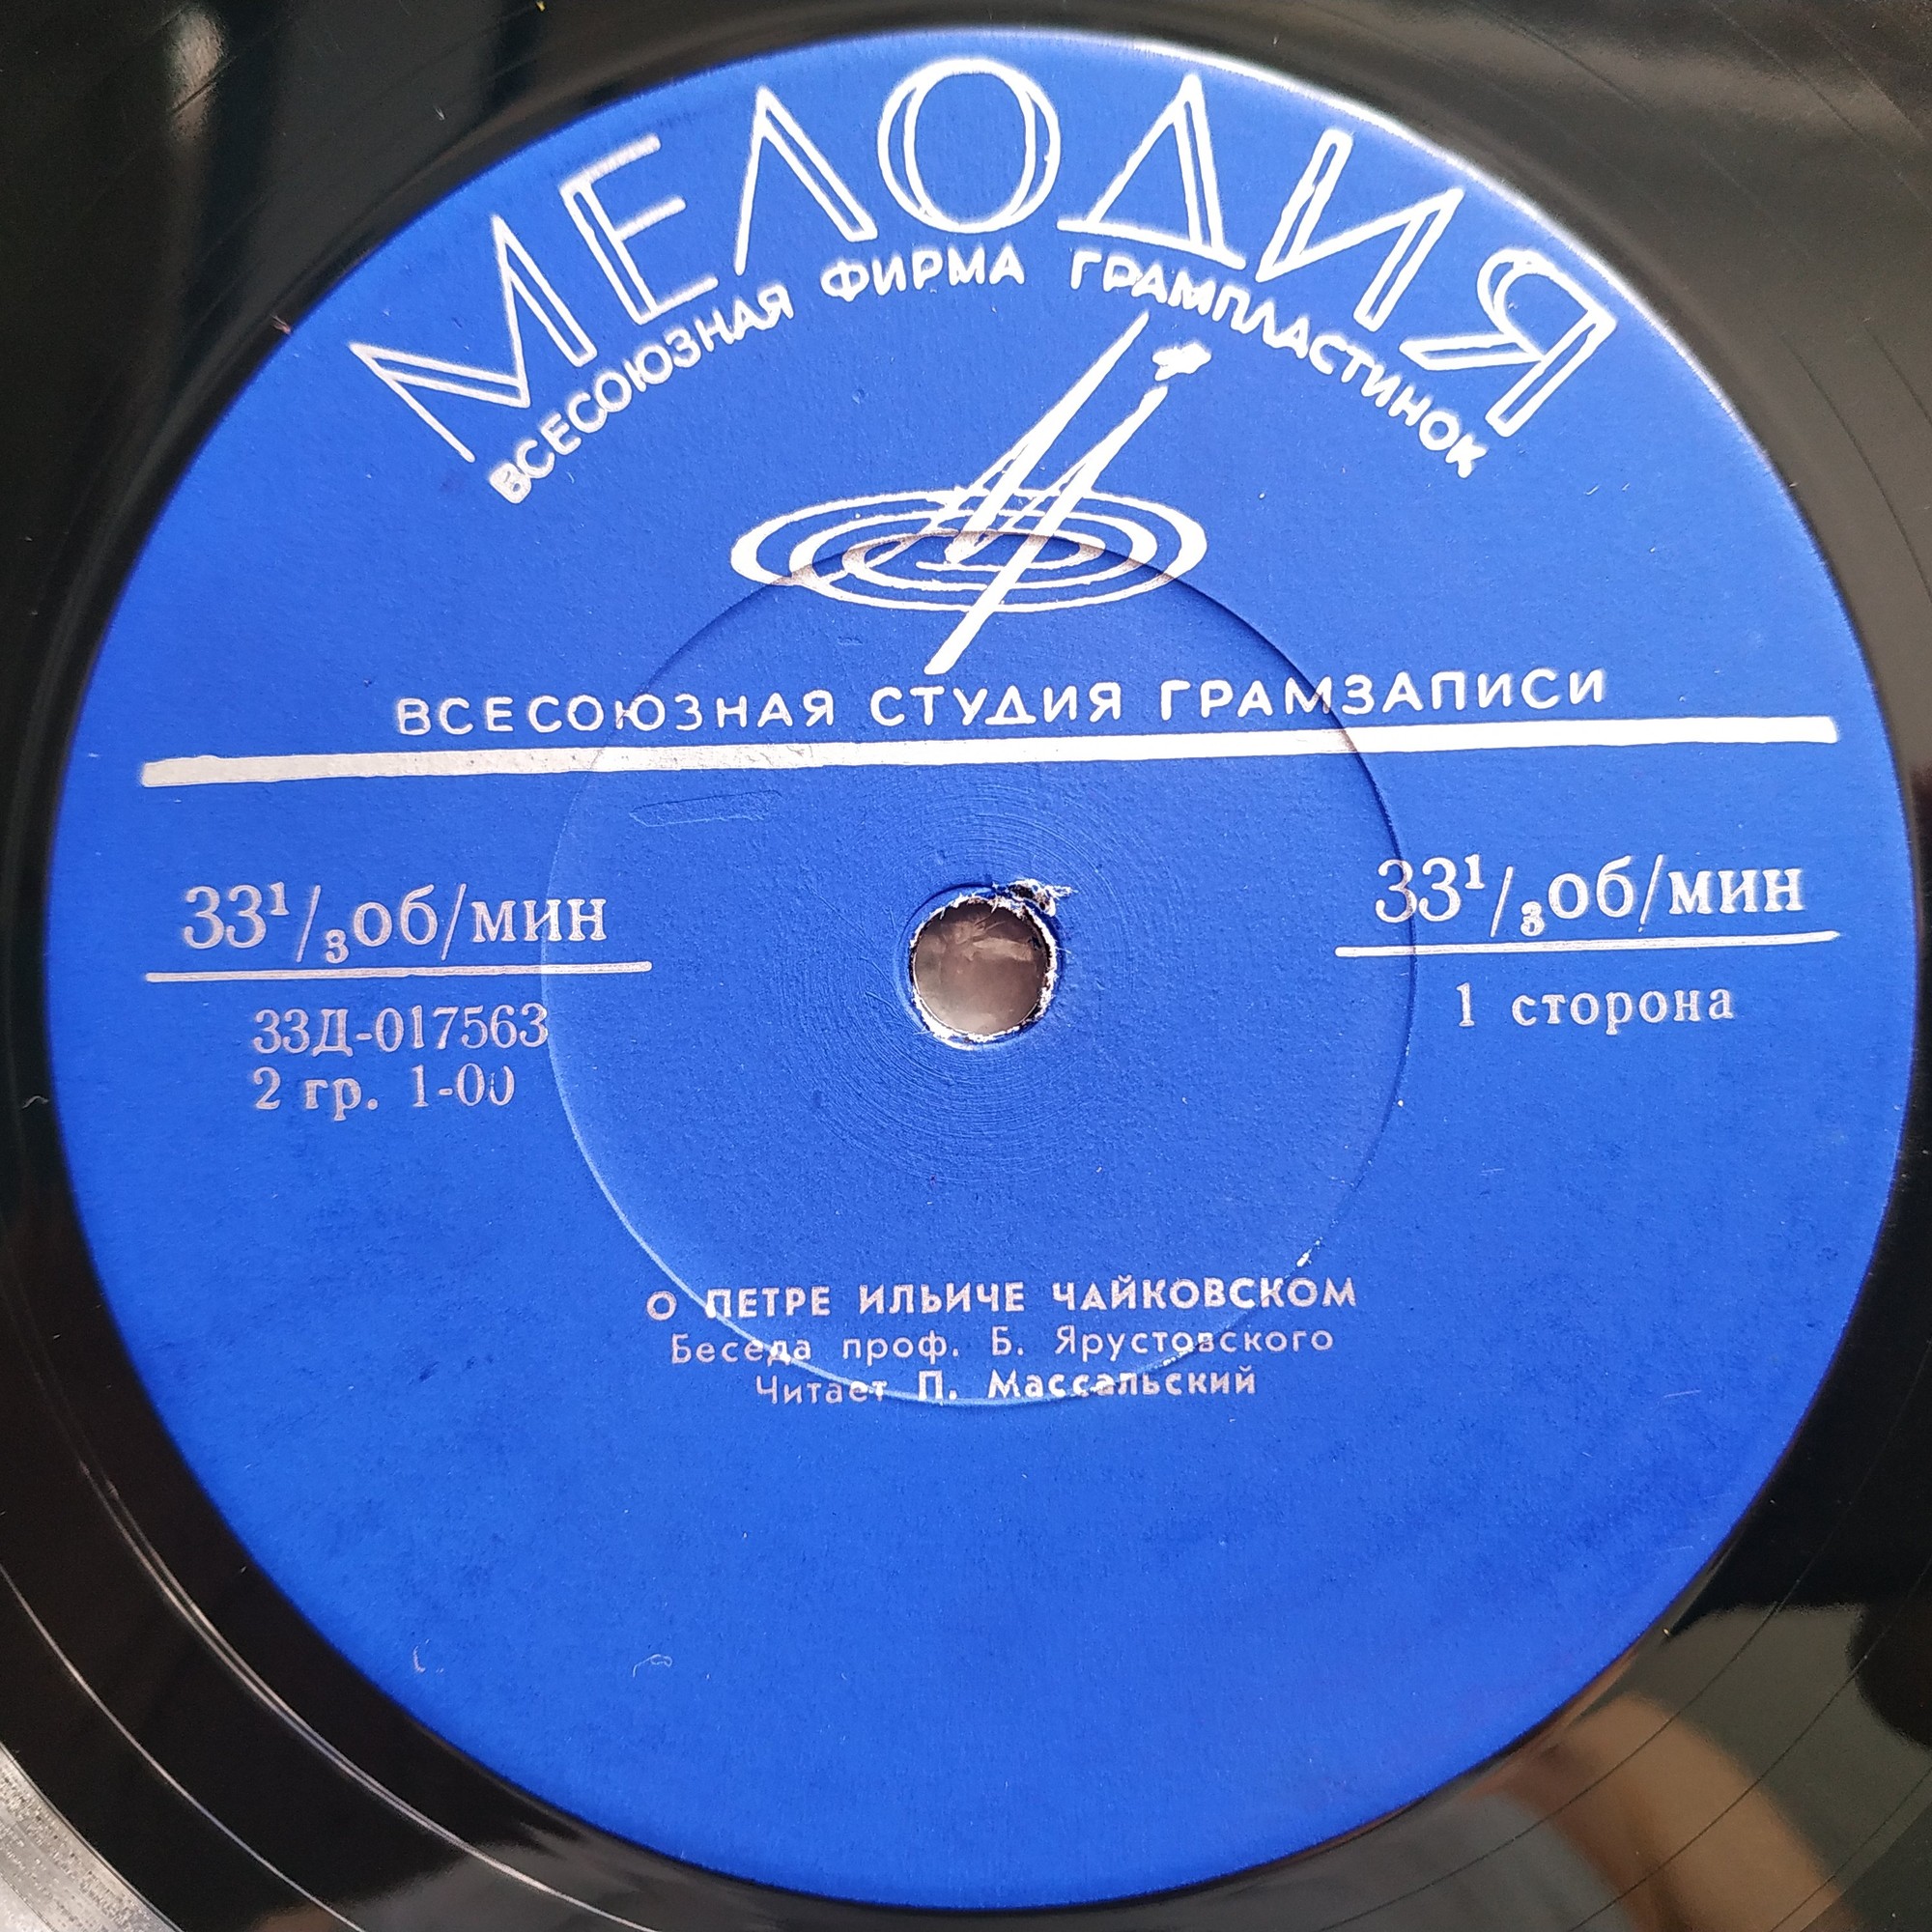 МЕЛОДИЯ
ВСЕСОЮЗНАЯ ФИРМА ГРАМПЛАСТИНОК
ВСЕСОЮЗНАЯ СТУДИЯ ГРАМЗАПИСИ
33¹/₃об/мин
33¹/₃об/мин
33Д-017563
1 сторона
2 гр. 1-00
О ПЕТРЕ ИЛЬИЧЕ ЧАЙКОВСКОМ
Беседа проф. Б. Ярустовского
Читает П. Массальский